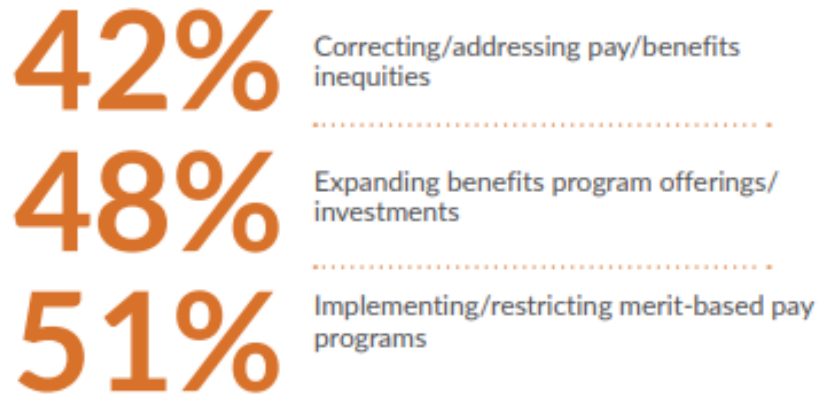 42%
Correcting/addressing pay/benefits
inequities
48%
Expanding benefits program offerings/
investments
51%
Implementing/restricting merit-based pay
programs